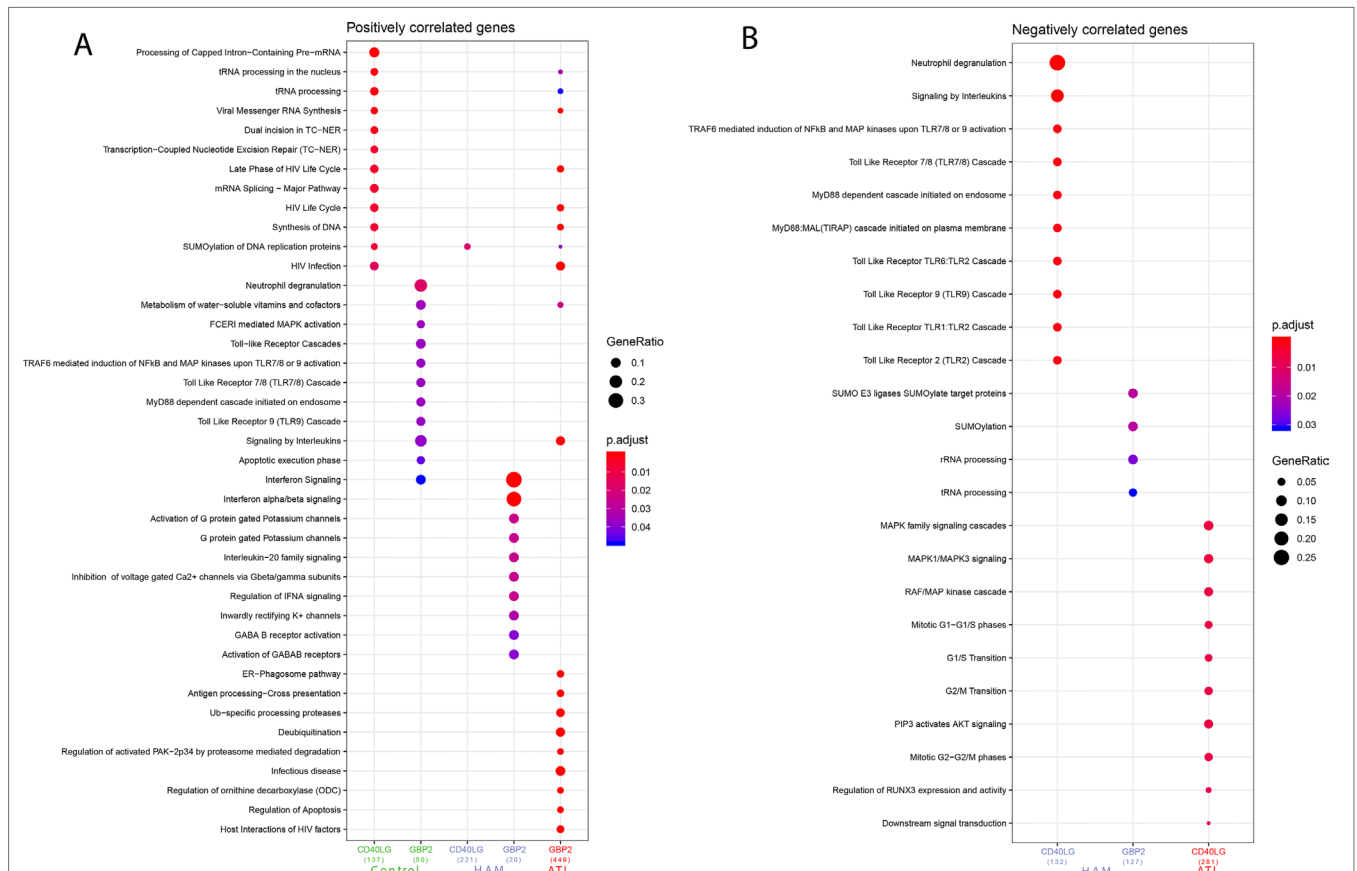 A
Positively correlated genes
Processing of Capped Intron-Containing Pre-mRNA
tRNA processing in the nucleus
tRNA processing
Viral Messenger RNA Synthesis
Dual incision in TC-NER
Transcription-Coupled Nucleotide Excision Repair (TC-NER)
Late Phase of HIV Life Cycle
mRNA Splicing - Major Pathway
HIV Life Cycle
Synthesis of DNA
SUMOylation of DNA replication proteins
HIV Infection
Neutrophil degranulation
Metabolism of water-soluble vitamins and cofactors
FCERI mediated MAPK activation
Toll-like Receptor Cascades
TRAF6 mediated induction of NFkB and MAP kinases upon TLR7/8 or 9 activation
Toll Like Receptor 7/8 (TLR7/8) Cascade
MyD88 dependent cascade initiated on endosome
Toll Like Receptor 9 (TLR9) Cascade
Signaling by Interleukins
Apoptotic execution phase
Interferon Signaling
Interferon alpha/beta signaling
Activation of G protein gated Potassium channels
G protein gated Potassium channels
Interleukin-20 family signaling
Inhibition of voltage gated Ca2+ channels via Gbeta/gamma subunits
Regulation of IFNA signaling
Inwardly rectifying K+ channels
GABA B receptor activation
Activation of GABAB receptors
ER-Phagosome pathway
Antigen processing-Cross presentation
Ub-specific processing proteases
Deubiquitination
Regulation of activated PAK-2p34 by proteasome mediated degradation
Infectious disease
Regulation of ornithine decarboxylase (ODC)
Regulation of Apoptosis
Host Interactions of HIV factors
CD40LG GBP2 CD40LG GBP2 GBP2
(137) (50) (221) (20) (449)
Control HAM ATL
GeneRatio
0.1
0.2
0.3
p.adjust
0.01
0.02
0.03
0.04
B
Negatively correlated genes
Neutrophil degranulation
Signaling by Interleukins
TRAF6 mediated induction of NFkB and MAP kinases upon TLR7/8 or 9 activation
Toll Like Receptor 7/8 (TLR7/8) Cascade
MyD88 dependent cascade initiated on endosome
MyD88:MAL(TIRAP) cascade initiated on plasma membrane
Toll Like Receptor TLR6:TLR2 Cascade
Toll Like Receptor 9 (TLR9) Cascade
Toll Like Receptor TLR1:TLR2 Cascade
Toll Like Receptor 2 (TLR2) Cascade
SUMO E3 ligases SUMOylate target proteins
SUMOylation
rRNA processing
tRNA processing
MAPK family signaling cascades
MAPK1/MAPK3 signaling
RAF/MAP kinase cascade
Mitotic G1-G1/S phases
G1/S Transition
G2/M Transition
PIP3 activates AKT signaling
Mitotic G2-G2/M phases
Regulation of RUNX3 expression and activity
Downstream signal transduction
CD40LG GBP2 CD40LG
(132) (127) (281)
HAM ATL
p.adjust
0.01
0.02
0.03
GeneRatio
0.05
0.10
0.15
0.20
0.25